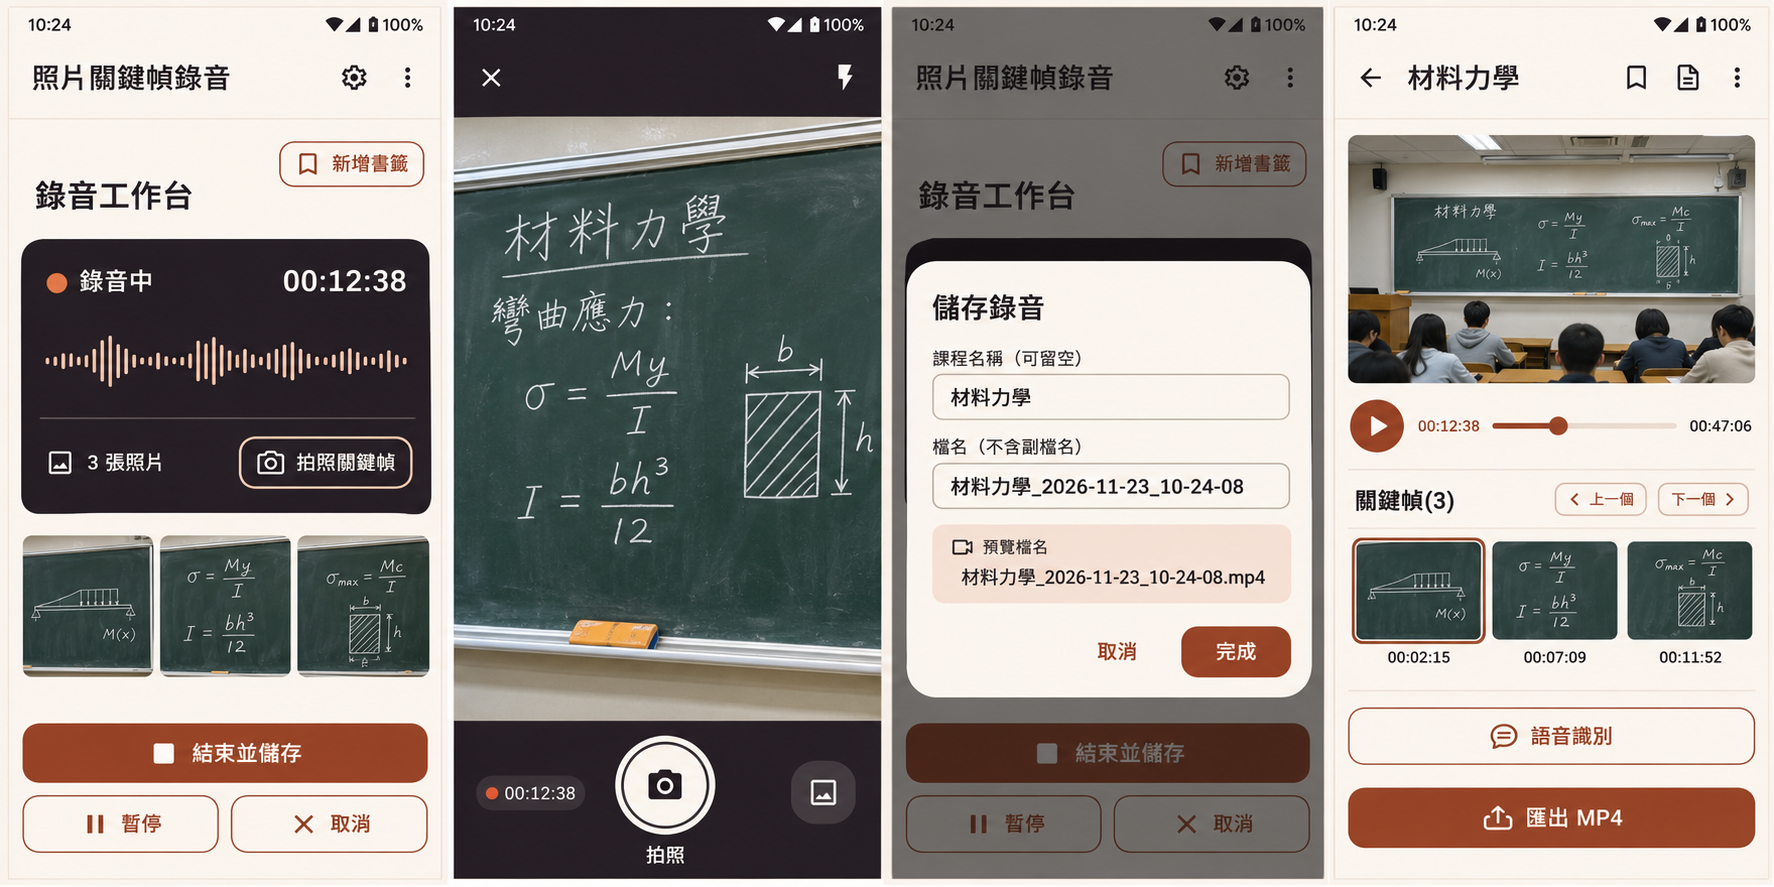 10:24
100%
照片關鍵幀錄音
新增書籤
錄音工作台
錄音中
00:12:38
3 張照片
拍照關鍵幀
M(x)
σ = My/I
I = bh³/12
σmax = Mc/I
b
h
結束並儲存
暫停
取消
10:24
100%
材料力學
彎曲應力：
σ = My/I
I = bh³/12
b
h
00:12:38
拍照
10:24
100%
照片關鍵幀錄音
新增書籤
錄音工作台
儲存錄音
課程名稱（可留空）
材料力學
檔名（不含副檔名）
材料力學_2026-11-23_10-24-08
預覽檔名
材料力學_2026-11-23_10-24-08.mp4
取消
完成
結束並儲存
暫停
取消
10:24
100%
材料力學
材料力學
σ = My/I
σmax = Mc/I
I = bh³/12
M(x)
h
00:12:38
00:47:06
關鍵幀(3)
上一個
下一個
M(x)
σ = My/I
I = bh³/12
σmax = Mc/I
b
h
00:02:15
00:07:09
00:11:52
語音識別
匯出 MP4